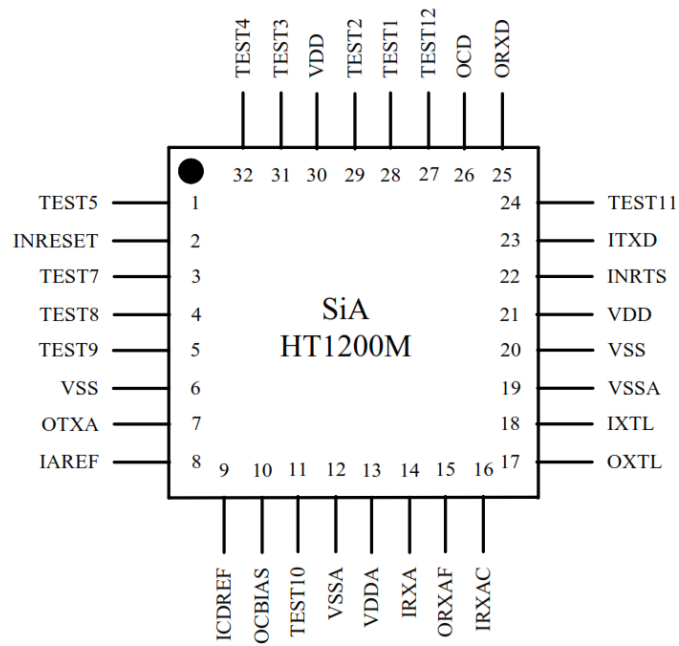 TEST4 TEST3 VDD TEST2 TEST1 TEST12 OCD ORXD
32 31 30 29 28 27 26 25
TEST5 1 24 TEST11
INRESET 2 23 ITXD
TEST7 3 22 INRTS
TEST8 4 SiA 21 VDD
TEST9 5 HT1200M 20 VSS
VSS 6 19 VSSA
OTXA 7 18 IXTL
IAREF 8 17 OXTL
9 10 11 12 13 14 15 16
ICDREF OCBIAS TEST10 VSSA VDDA IRXA ORXAF IRXAC